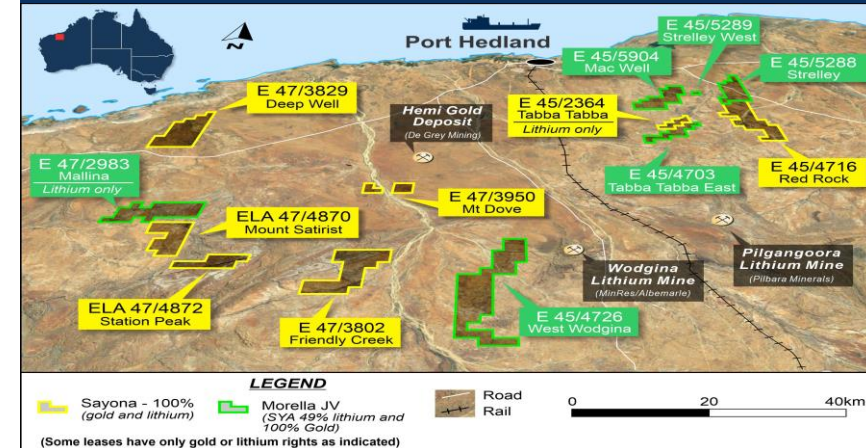 N
Port Hedland
E 45/5289
Strelley West
E 45/5904
Mac Well
E 45/5288
Strelley
E 47/3829
Deep Well
Hemi Gold
Deposit
(De Grey Mining)
E 45/2364
Tabba Tabba
Lithium only
E 47/2983
Mallina
Lithium only
E 45/4703
Tabba Tabba East
E 45/4716
Red Rock
E 47/3950
Mt Dove
ELA 47/4870
Mount Satirist
Wodgina
Lithium Mine
(MinRes/Albemarle)
Pilgangoora
Lithium Mine
(Pilbara Minerals)
ELA 47/4872
Station Peak
E 47/3802
Friendly Creek
E 45/4726
West Wodgina
LEGEND
Sayona - 100%
(gold and lithium)
Morella JV
(SYA 49% lithium and
100% Gold)
Road
Rail
0 20 40km
(Some leases have only gold or lithium rights as indicated)